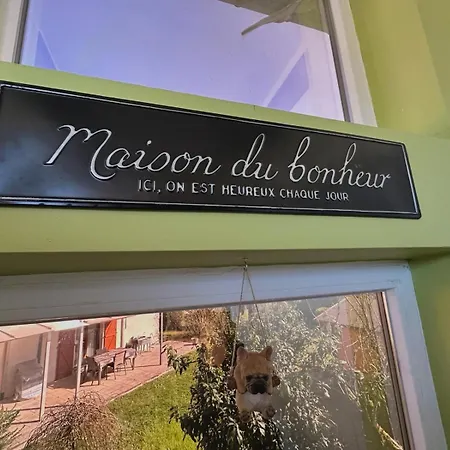 Maison du bonheur
ICI, ON EST HEUREUX CHAQUE JOUR